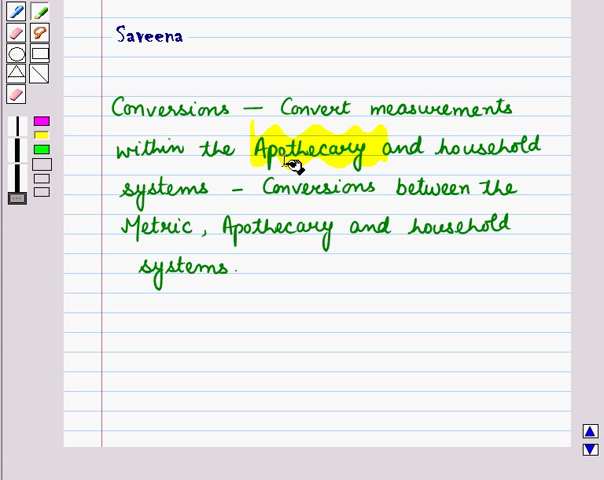 Saveena
Conversions — Convert measurements
within the Apothecary and household
systems - Conversions between the
Metric, Apothecary and household
systems.